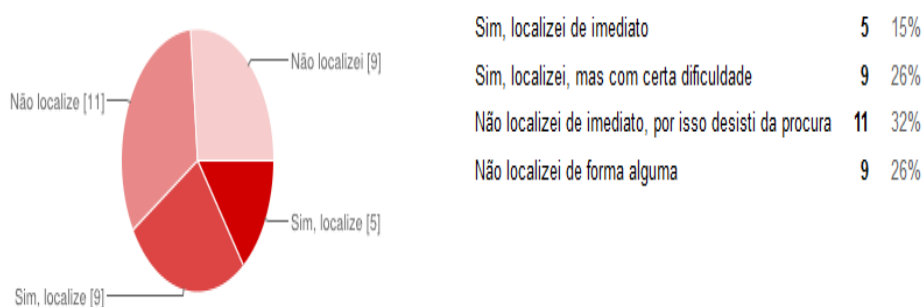 Não localizei [9]
Não localize [11]
Sim, localize [5]
Sim, localize [9]
Sim, localizei de imediato 5 15%
Sim, localizei, mas com certa dificuldade 9 26%
Não localizei de imediato, por isso desisti da procura 11 32%
Não localizei de forma alguma 9 26%